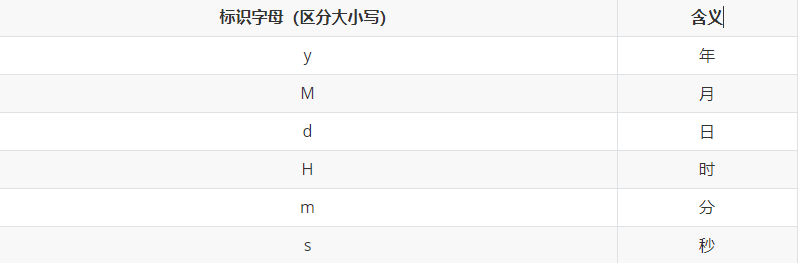 标识字母（区分大小写） 含义
y 年
M 月
d 日
H 时
m 分
s 秒